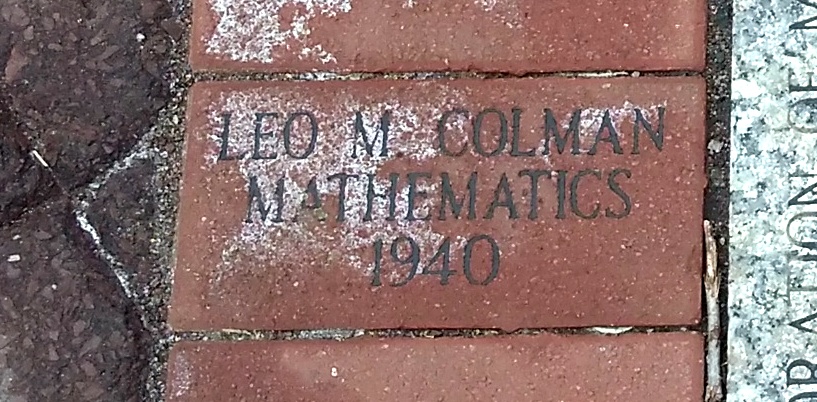 LEO M. COLMAN
MATHEMATICS
1940